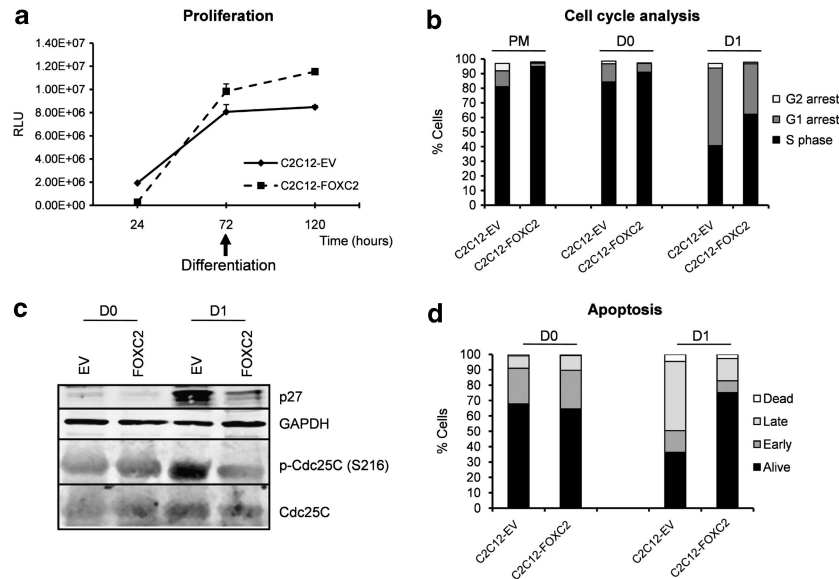 a
Proliferation
1.40E+07
1.20E+07
1.00E+07
8.00E+06
6.00E+06
4.00E+06
2.00E+06
0.00E+00
RLU
C2C12-EV
C2C12-FOXC2
24 72 120
Time (hours)
Differentiation
b
Cell cycle analysis
PM D0 D1
100
90
80
70
60
50
40
30
20
10
0
% Cells
G2 arrest
G1 arrest
S phase
C2C12-EV
C2C12-FOXC2
C2C12-EV
C2C12-FOXC2
C2C12-EV
C2C12-FOXC2
c
D0 D1
EV
FOXC2
EV
FOXC2
p27
GAPDH
p-Cdc25C (S216)
Cdc25C
d
Apoptosis
D0 D1
100
90
80
70
60
50
40
30
20
10
0
% Cells
Dead
Late
Early
Alive
C2C12-EV
C2C12-FOXC2
C2C12-EV
C2C12-FOXC2